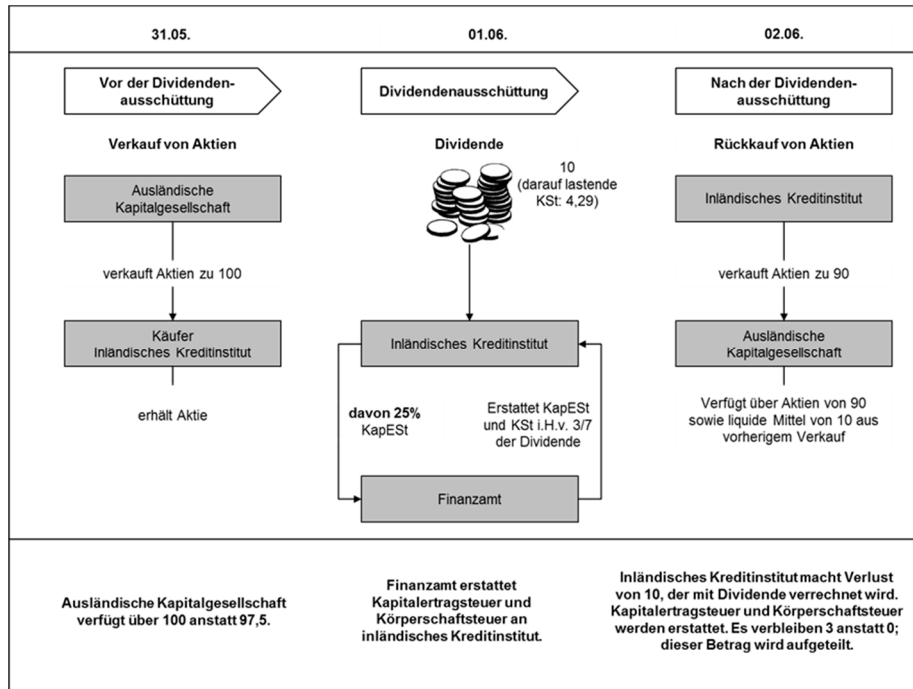 31.05.
01.06.
02.06.
Vor der Dividenden-
ausschüttung
Dividendenausschüttung
Nach der Dividenden-
ausschüttung
Verkauf von Aktien
Dividende
Rückkauf von Aktien
10
(darauf lastende
KSt: 4,29)
Ausländische
Kapitalgesellschaft
Inländisches Kreditinstitut
verkauft Aktien zu 100
verkauft Aktien zu 90
Käufer
Inländisches Kreditinstitut
Inländisches Kreditinstitut
Ausländische
Kapitalgesellschaft
erhält Aktie
davon 25%
KapESt
Erstattet KapESt
und KSt i.H.v. 3/7
der Dividende
Verfügt über Aktien von 90
sowie liquide Mittel von 10 aus
vorherigem Verkauf
Finanzamt
Ausländische Kapitalgesellschaft
verfügt über 100 anstatt 97,5.
Finanzamt erstattet
Kapitalertragsteuer und
Körperschaftsteuer an
inländisches Kreditinstitut.
Inländisches Kreditinstitut macht Verlust
von 10, der mit Dividende verrechnet wird.
Kapitalertragsteuer und Körperschaftsteuer
werden erstattet. Es verbleiben 3 anstatt 0;
dieser Betrag wird aufgeteilt.